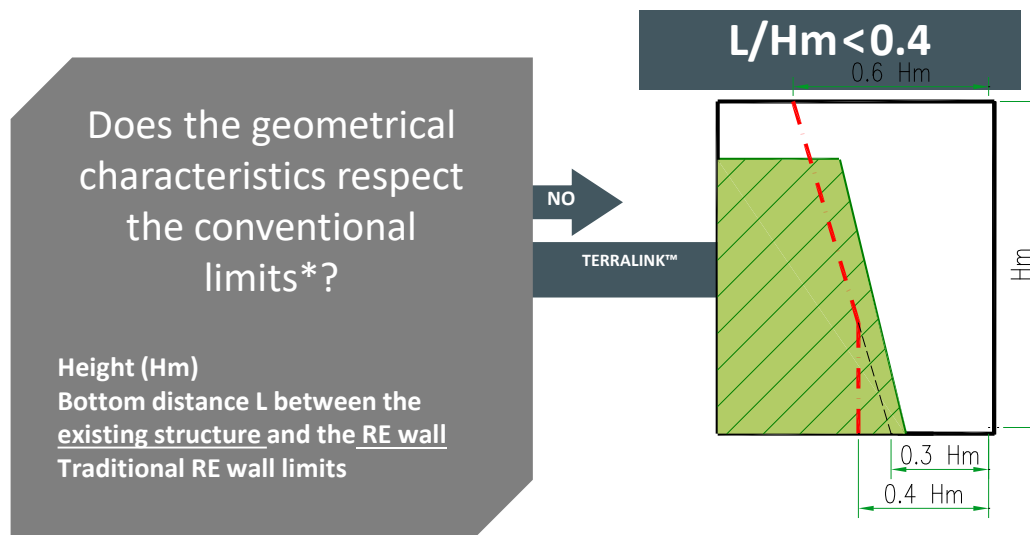 L/Hm<0.4
0.6 Hm
Does the geometrical
characteristics respect
the conventional
limits*?
NO
TERRALINK™
Hm
Height (Hm)
Bottom distance L between the
existing structure and the RE wall
Traditional RE wall limits
0.3 Hm
0.4 Hm